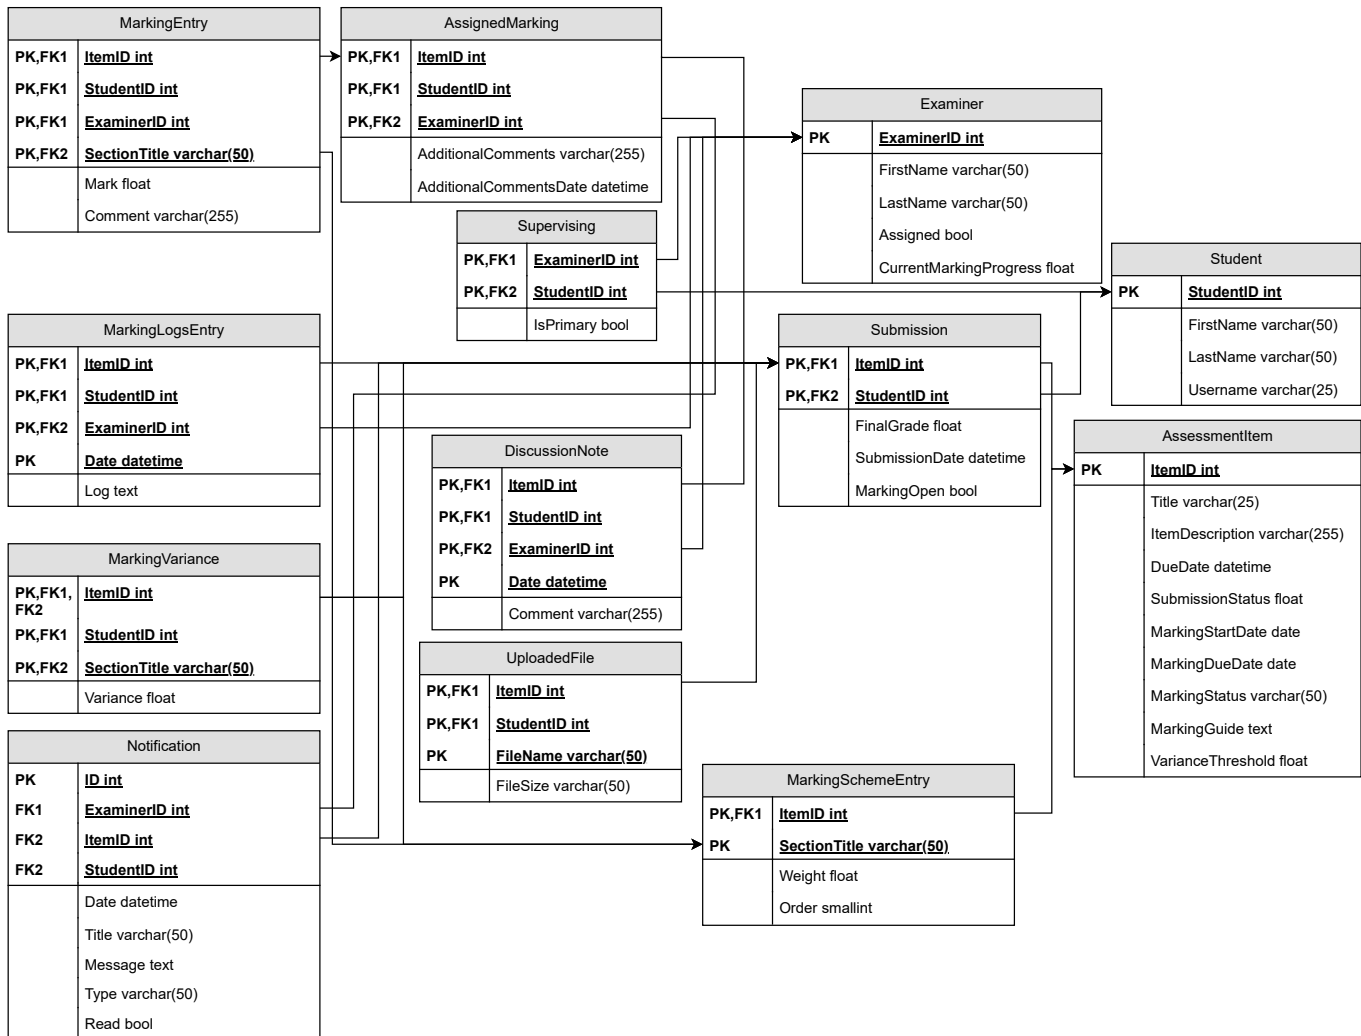 MarkingEntry
PK,FK1 ItemID int
PK,FK1 StudentID int
PK,FK1 ExaminerID int
PK,FK2 SectionTitle varchar(50)
Mark float
Comment varchar(255)
AssignedMarking
PK,FK1 ItemID int
PK,FK1 StudentID int
PK,FK2 ExaminerID int
AdditionalComments varchar(255)
AdditionalCommentsDate datetime
Examiner
PK ExaminerID int
FirstName varchar(50)
LastName varchar(50)
Assigned bool
CurrentMarkingProgress float
Supervising
PK,FK1 ExaminerID int
PK,FK2 StudentID int
IsPrimary bool
Student
PK StudentID int
FirstName varchar(50)
LastName varchar(50)
Username varchar(25)
MarkingLogsEntry
PK,FK1 ItemID int
PK,FK1 StudentID int
PK,FK2 ExaminerID int
PK Date datetime
Log text
Submission
PK,FK1 ItemID int
PK,FK2 StudentID int
FinalGrade float
SubmissionDate datetime
MarkingOpen bool
DiscussionNote
PK,FK1 ItemID int
PK,FK1 StudentID int
PK,FK2 ExaminerID int
PK Date datetime
Comment varchar(255)
AssessmentItem
PK ItemID int
Title varchar(25)
ItemDescription varchar(255)
DueDate datetime
SubmissionStatus float
MarkingStartDate date
MarkingDueDate date
MarkingStatus varchar(50)
MarkingGuide text
VarianceThreshold float
MarkingVariance
PK,FK1, ItemID int
FK2
PK,FK1 StudentID int
PK,FK2 SectionTitle varchar(50)
Variance float
UploadedFile
PK,FK1 ItemID int
PK,FK1 StudentID int
PK FileName varchar(50)
FileSize varchar(50)
Notification
PK ID int
FK1 ExaminerID int
FK2 ItemID int
FK2 StudentID int
Date datetime
Title varchar(50)
Message text
Type varchar(50)
Read bool
MarkingSchemeEntry
PK,FK1 ItemID int
PK SectionTitle varchar(50)
Weight float
Order smallint